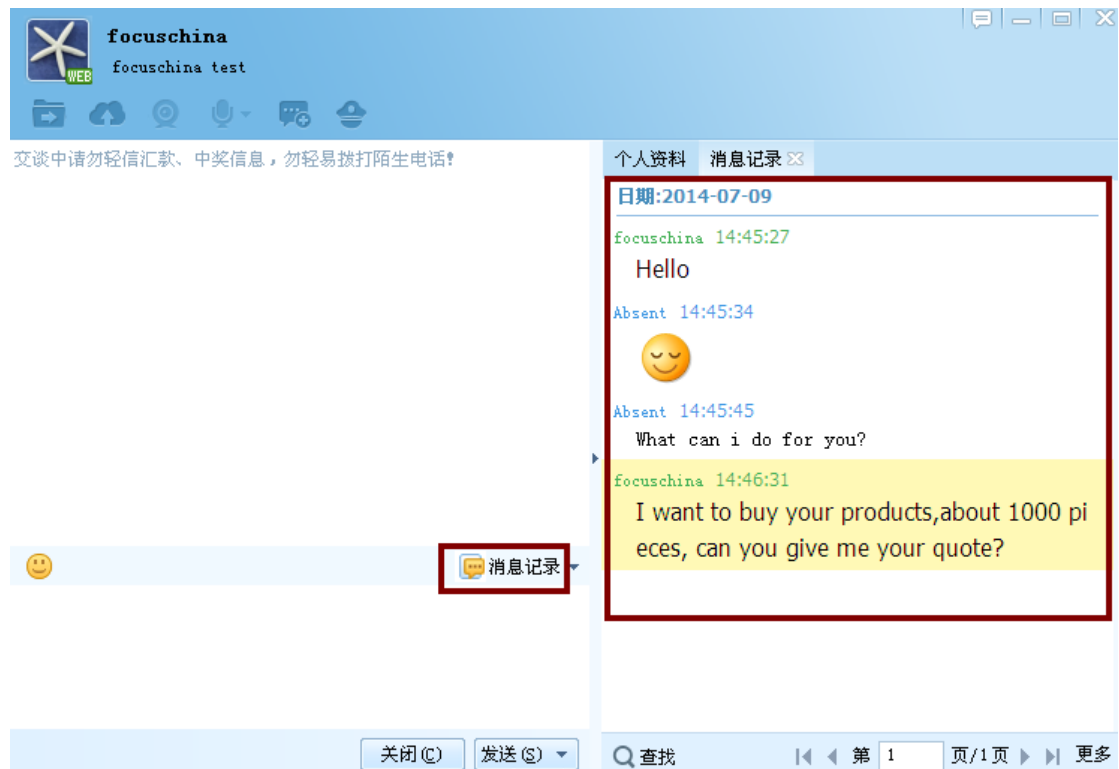 focuschina
focuschina test
WEB
交谈中请勿轻信汇款、中奖信息，勿轻易拨打陌生电话！
消息记录
关闭(C) 发送(S)
个人资料 消息记录
日期:2014-07-09
focuschina 14:45:27
Hello
Absent 14:45:34
Absent 14:45:45
What can i do for you?
focuschina 14:46:31
I want to buy your products,about 1000 pi
eces, can you give me your quote?
查找 第 1 页/1页 更多